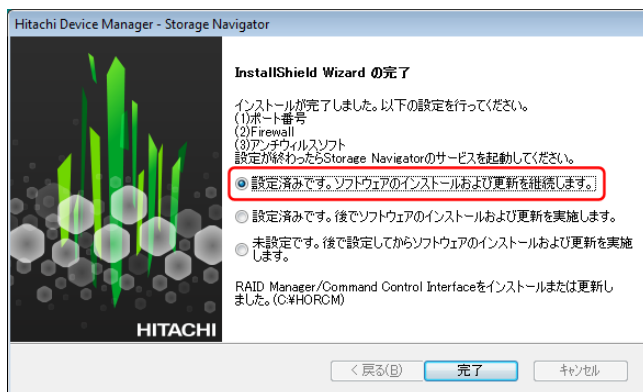 Hitachi Device Manager - Storage Navigator
InstallShield Wizard の完了
インストールが完了しました。以下の設定を行ってください。
(1)ポート番号
(2)Firewall
(3)アンチウィルスソフト
設定が終わったらStorage Navigatorのサービスを起動してください。
設定済みです。ソフトウェアのインストールおよび更新を継続します。
設定済みです。後でソフトウェアのインストールおよび更新を実施します。
未設定です。後で設定してからソフトウェアのインストールおよび更新を実施
します。
RAID Manager/Command Control Interfaceをインストールまたは更新し
ました。(C:¥HORCM)
HITACHI
< 戻る(B) 完了 キャンセル